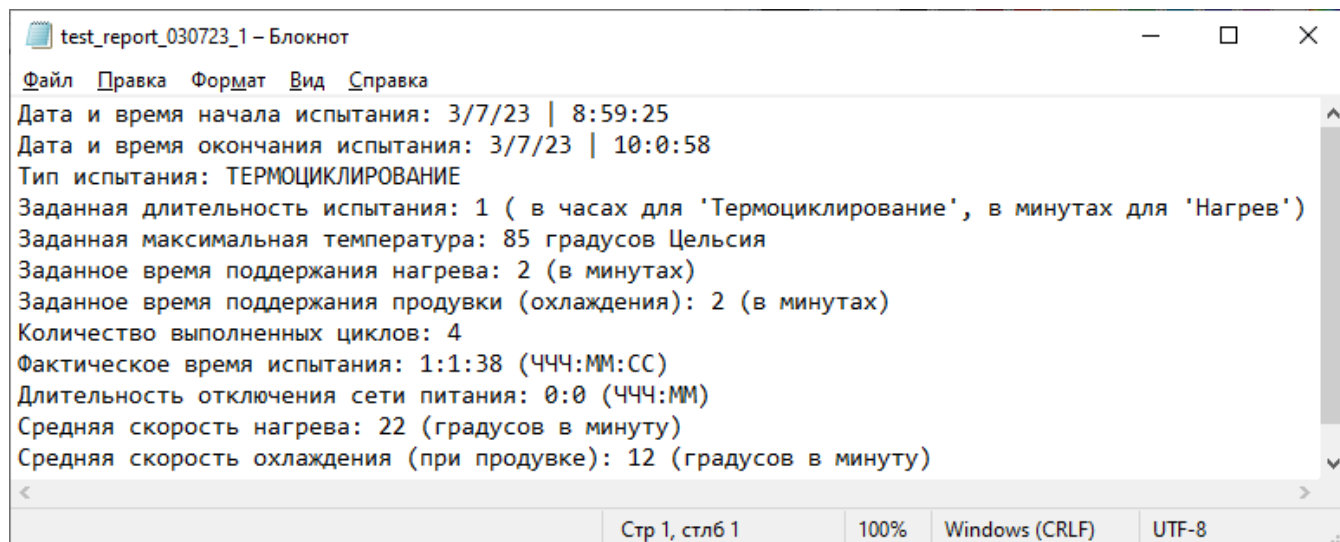 test_report_030723_1 – Блокнот
Файл Правка Формат Вид Справка
Дата и время начала испытания: 3/7/23 | 8:59:25
Дата и время окончания испытания: 3/7/23 | 10:0:58
Тип испытания: ТЕРМОЦИКЛИРОВАНИЕ
Заданная длительность испытания: 1 ( в часах для 'Термоциклирование', в минутах для 'Нагрев')
Заданная максимальная температура: 85 градусов Цельсия
Заданное время поддержания нагрева: 2 (в минутах)
Заданное время поддержания продувки (охлаждения): 2 (в минутах)
Количество выполненных циклов: 4
Фактическое время испытания: 1:1:38 (ЧЧЧ:ММ:СС)
Длительность отключения сети питания: 0:0 (ЧЧЧ:ММ)
Средняя скорость нагрева: 22 (градусов в минуту)
Средняя скорость охлаждения (при продувке): 12 (градусов в минуту)
Стр 1, стлб 1 100% Windows (CRLF) UTF-8